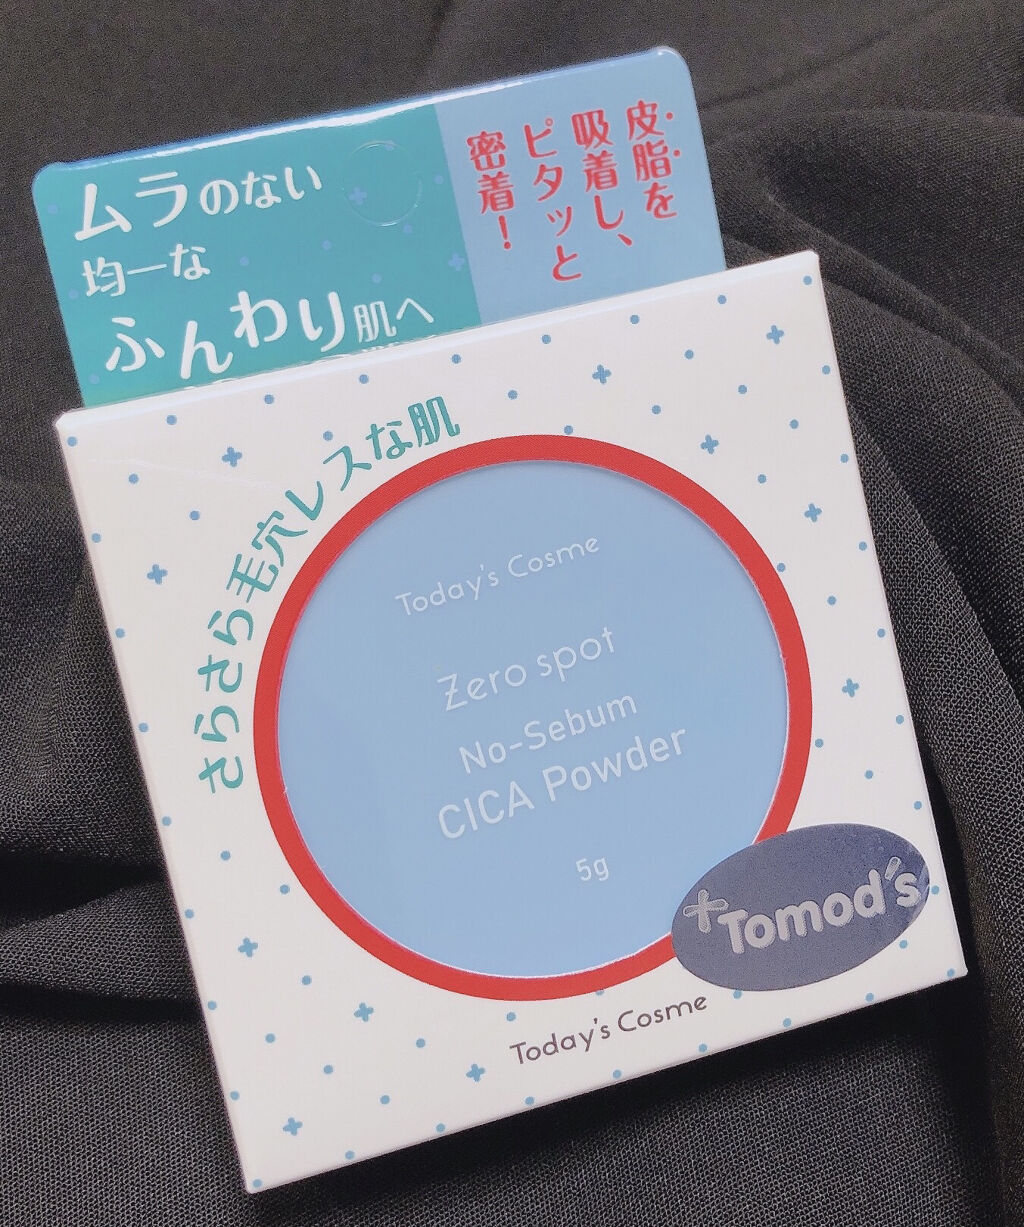 ムラのない
均一な
ふんわり肌へ
皮脂を
吸着し、
ピタッと
密着!
さらさら毛穴レスな肌
Today's Cosme
Zero spot
No-Sebum
CICA Powder
5g
Tomod's
Today's Cosme